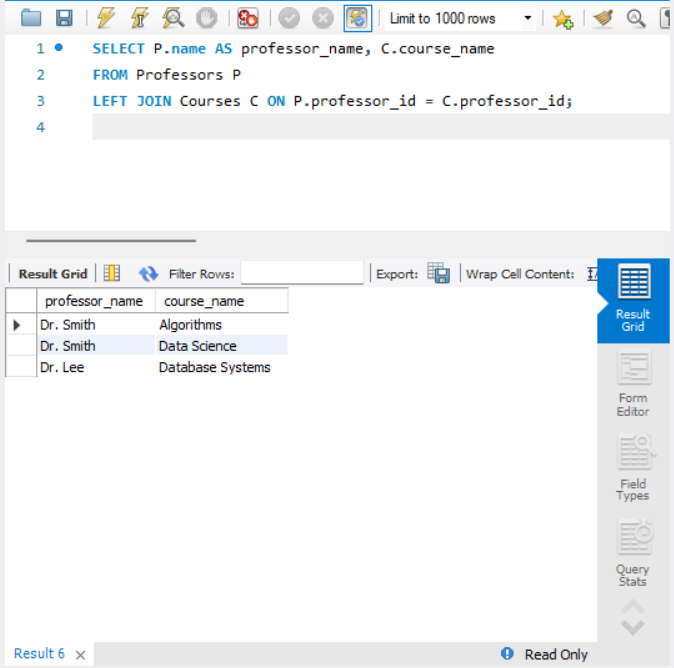 Limit to 1000 rows
1 SELECT P.name AS professor_name, C.course_name
2 FROM Professors P
3 LEFT JOIN Courses C ON P.professor_id = C.professor_id;
4
Result Grid Filter Rows: Export: Wrap Cell Content:
professor_name course_name
Dr. Smith Algorithms
Dr. Smith Data Science
Dr. Lee Database Systems
Result
Grid
Form
Editor
Field
Types
Query
Stats
Result 6 Read Only